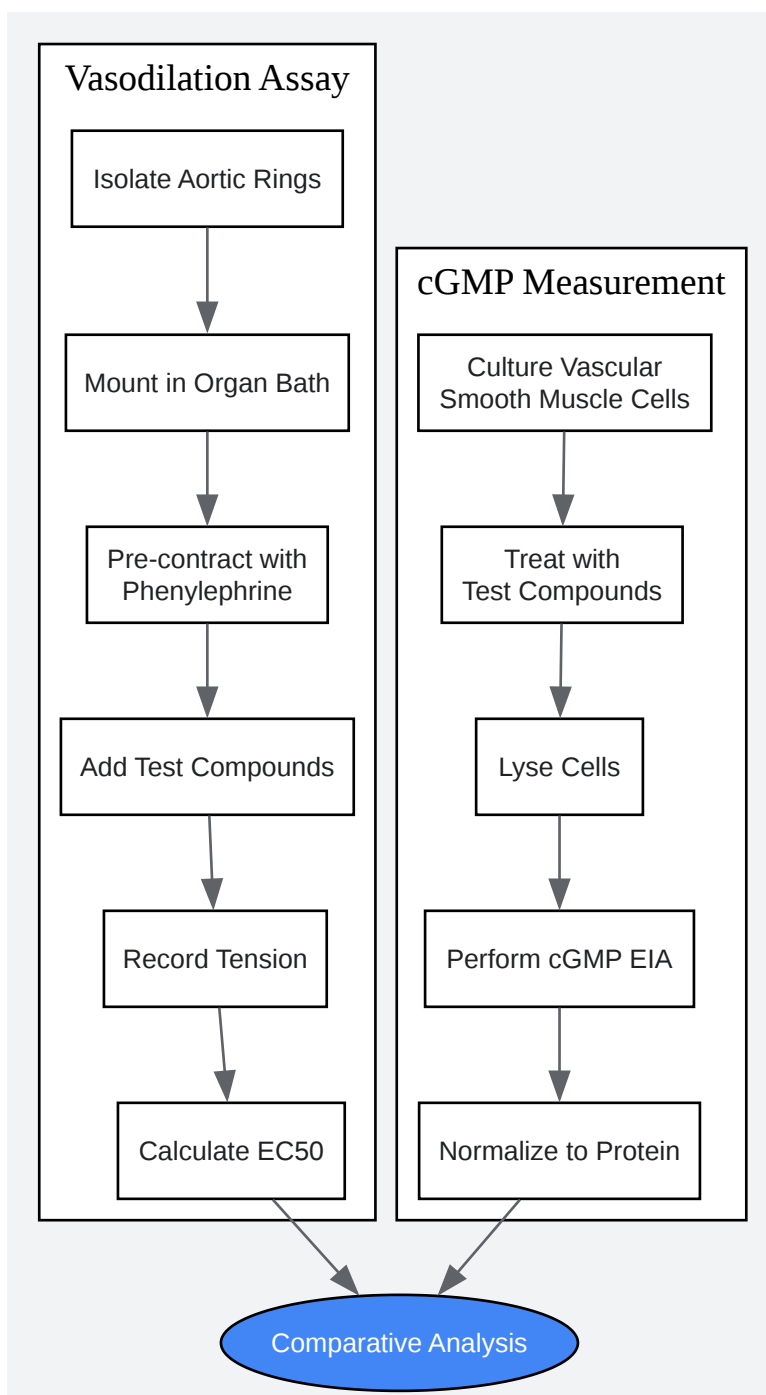 Vasodilation Assay
Isolate Aortic Rings
Mount in Organ Bath
Pre-contract with
Phenylephrine
Add Test Compounds
Record Tension
Calculate EC50
cGMP Measurement
Culture Vascular
Smooth Muscle Cells
Treat with
Test Compounds
Lyse Cells
Perform cGMP EIA
Normalize to Protein
Comparative Analysis